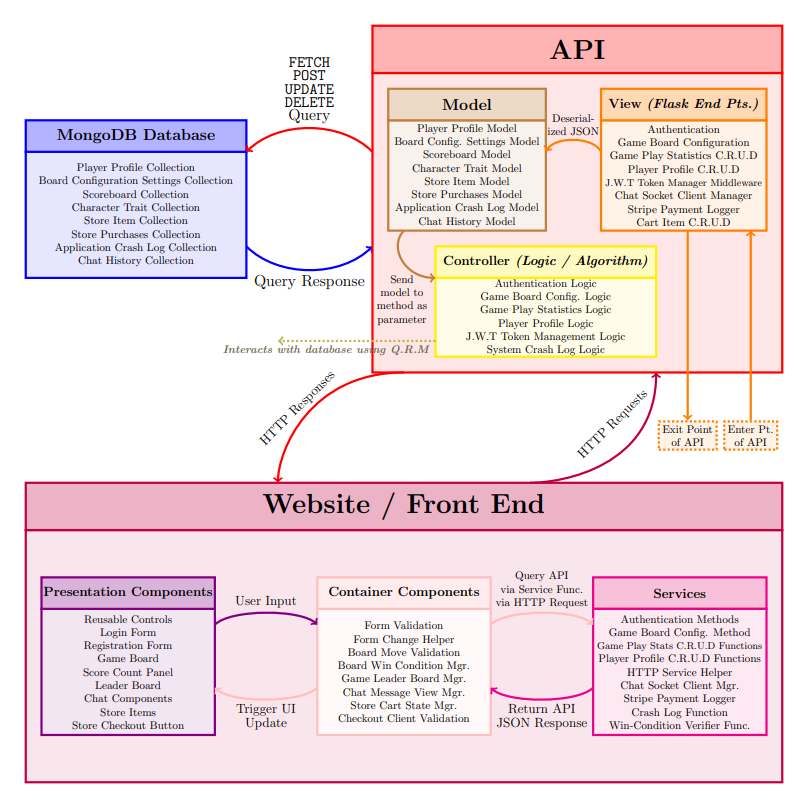 API
FETCH
POST
UPDATE
DELETE
Query
MongoDB Database
Player Profile Collection
Board Configuration Settings Collection
Scoreboard Collection
Character Trait Collection
Store Item Collection
Store Purchases Collection
Application Crash Log Collection
Chat History Collection
Query Response
Model
Player Profile Model
Board Config. Settings Model
Scoreboard Model
Character Trait Model
Store Item Model
Store Purchases Model
Application Crash Log Model
Chat History Model
Deserial-
ized JSON
View (Flask End Pts.)
Authentication
Game Board Configuration
Game Play Statistics C.R.U.D
Player Profile C.R.U.D
J.W.T Token Manager Middleware
Chat Socket Client Manager
Stripe Payment Logger
Cart Item C.R.U.D
Send
model to
method as
parameter
Controller (Logic / Algorithm)
Authentication Logic
Game Board Config. Logic
Game Play Statistics Logic
Player Profile Logic
J.W.T Token Management Logic
System Crash Log Logic
Interacts with database using Q.R.M
HTTP Responses
HTTP Requests
Exit Point
of API
Enter Pt.
of API
Website / Front End
Presentation Components
Reusable Controls
Login Form
Registration Form
Game Board
Score Count Panel
Leader Board
Chat Components
Store Items
Store Checkout Button
User Input
Trigger UI
Update
Container Components
Form Validation
Form Change Helper
Board Move Validation
Board Win Condition Mgr.
Game Leader Board Mgr.
Chat Message View Mgr.
Store Cart State Mgr.
Checkout Client Validation
Query API
via Service Func.
via HTTP Request
Return API
JSON Response
Services
Authentication Methods
Game Board Config. Method
Game Play Stats C.R.U.D Functions
Player Profile C.R.U.D Functions
HTTP Service Helper
Chat Socket Client Mgr.
Stripe Payment Logger
Crash Log Function
Win-Condition Verifier Func.